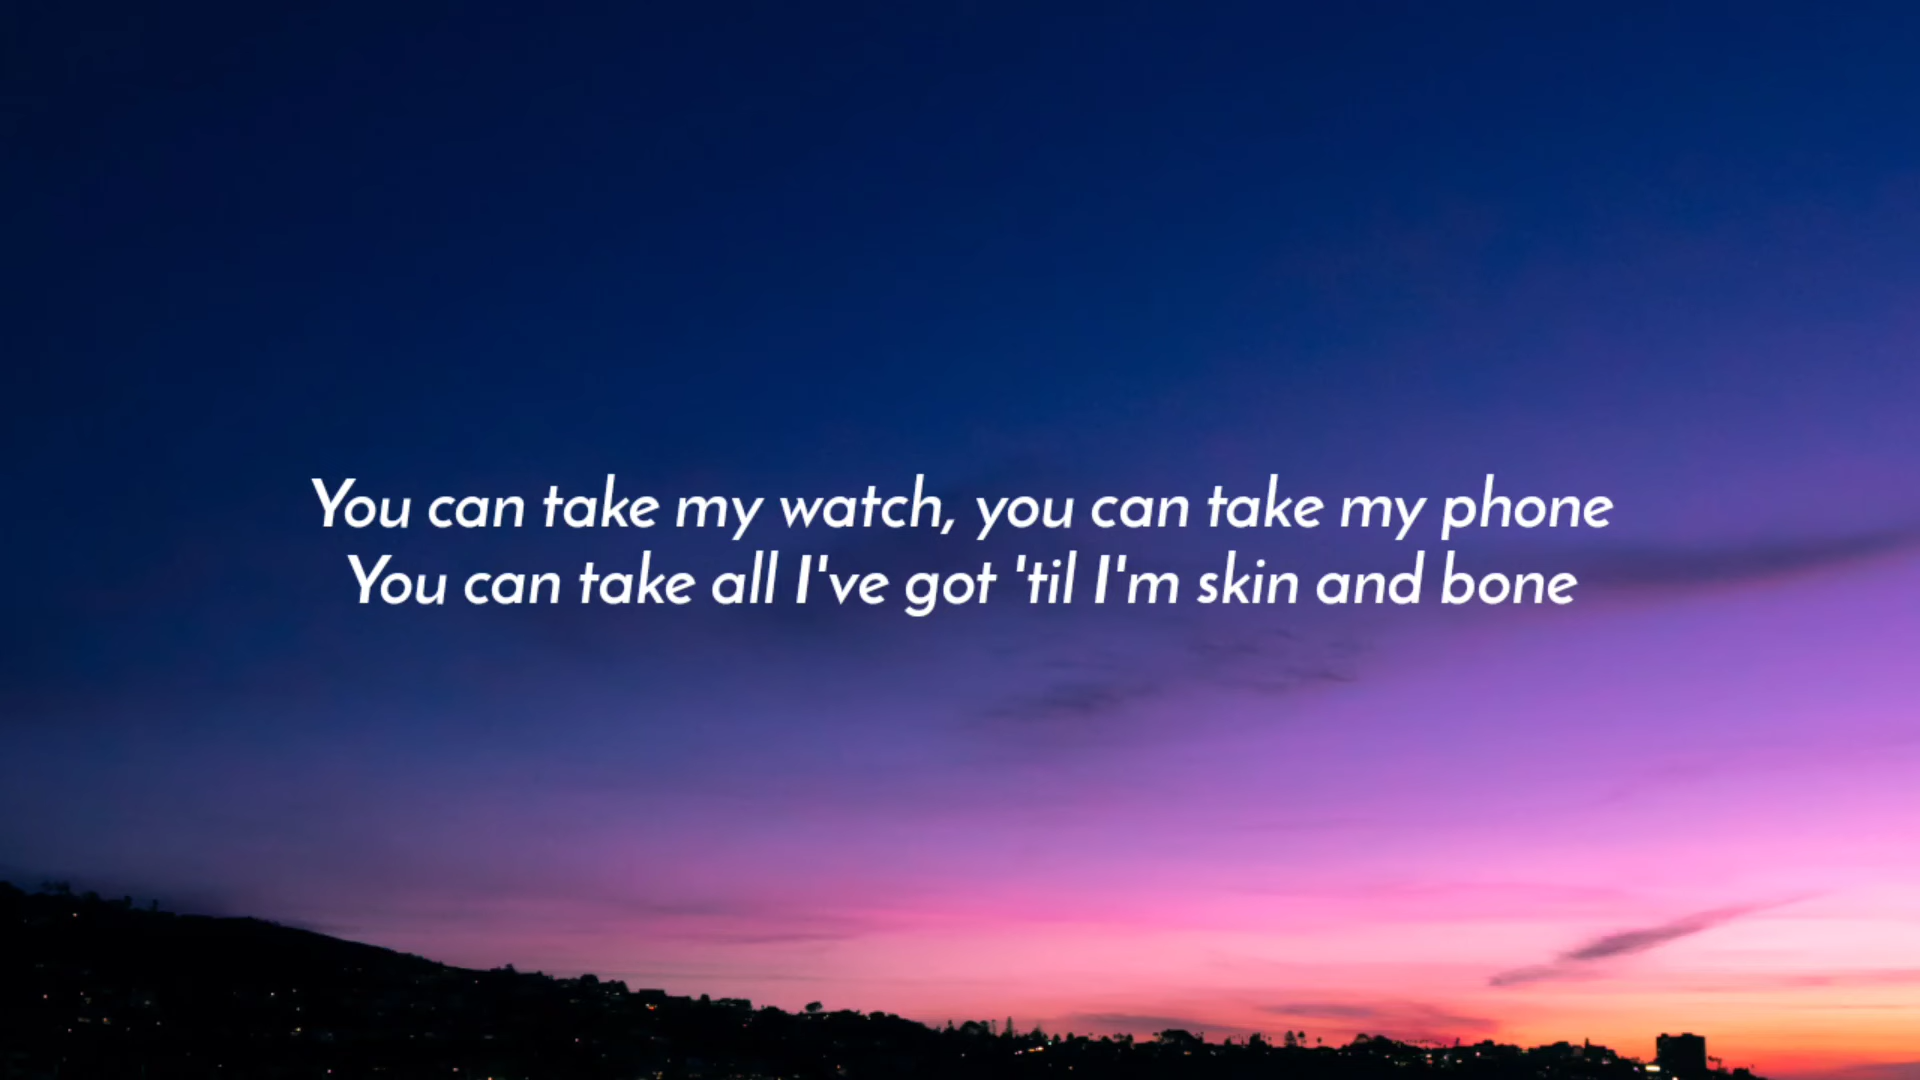 You can take my watch, you can take my phone
You can take all I've got 'til I'm skin and bone